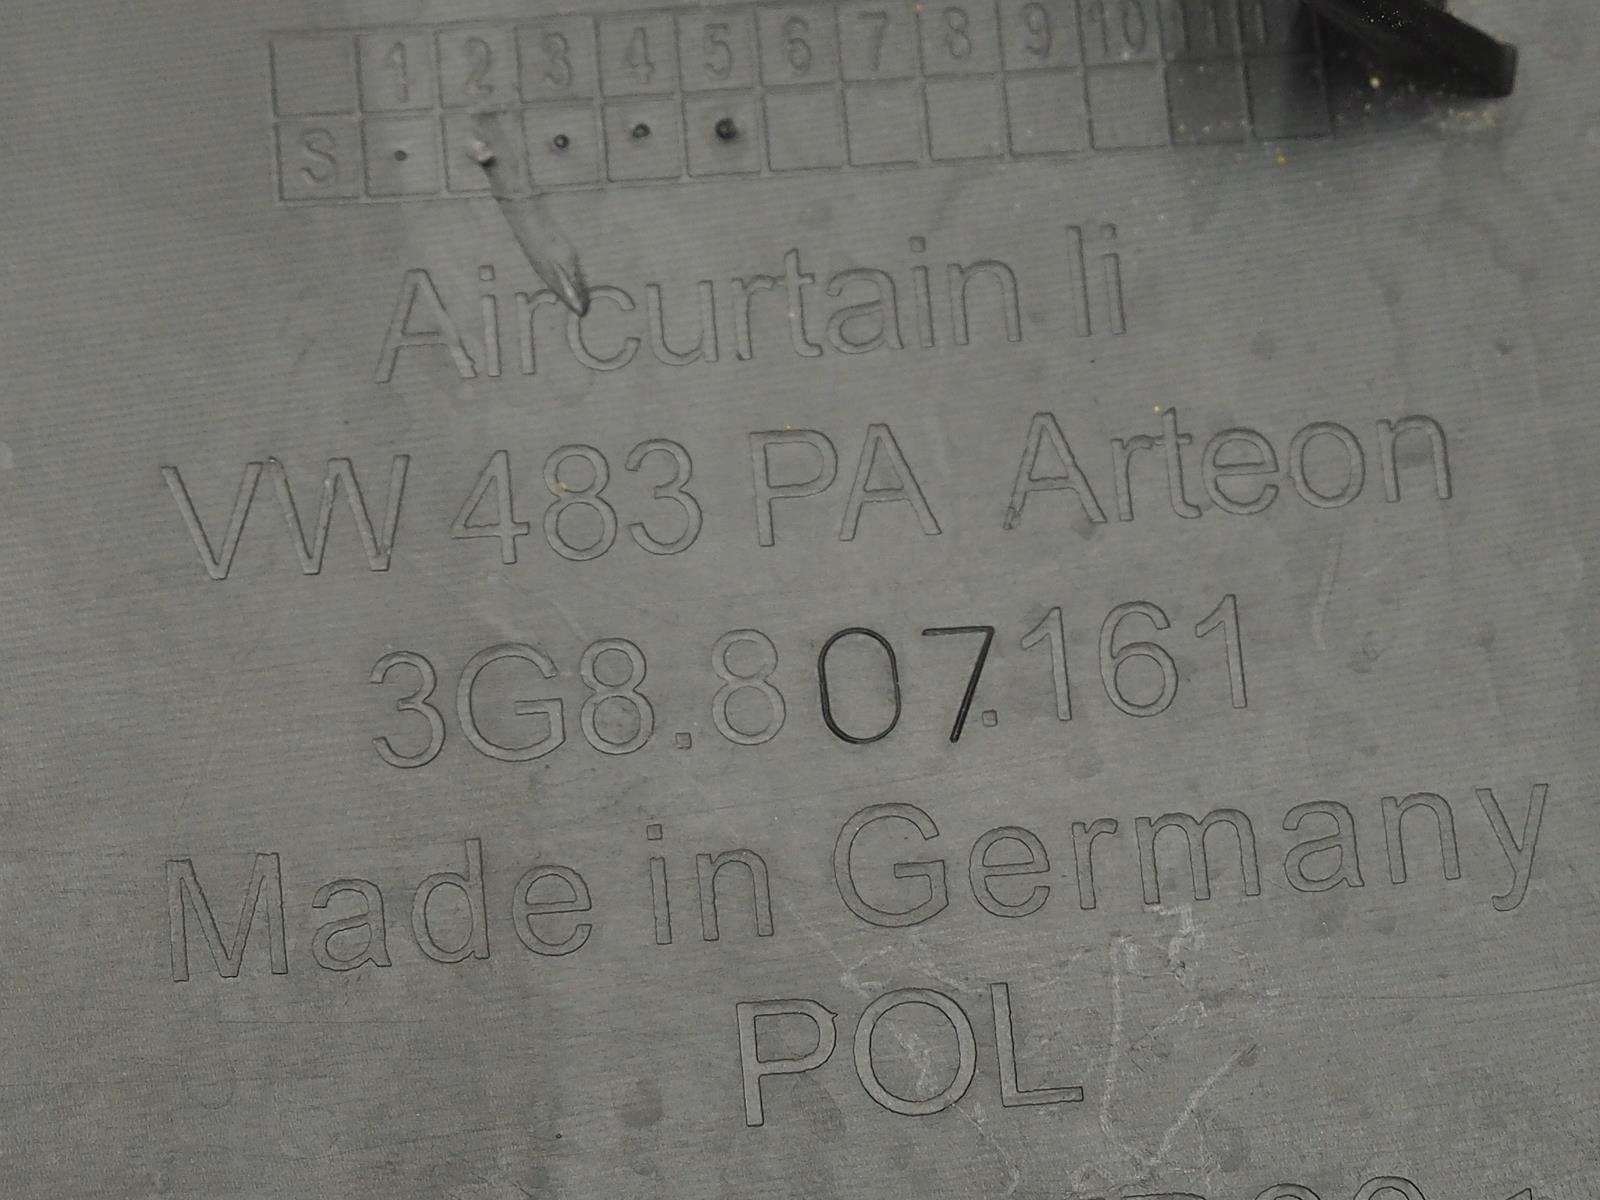 1 2 3 4 5 6 7 8 9 10 11
S
Aircurtain li
VW 483 PA Arteon
3G8.807.161
Made in Germany
POL